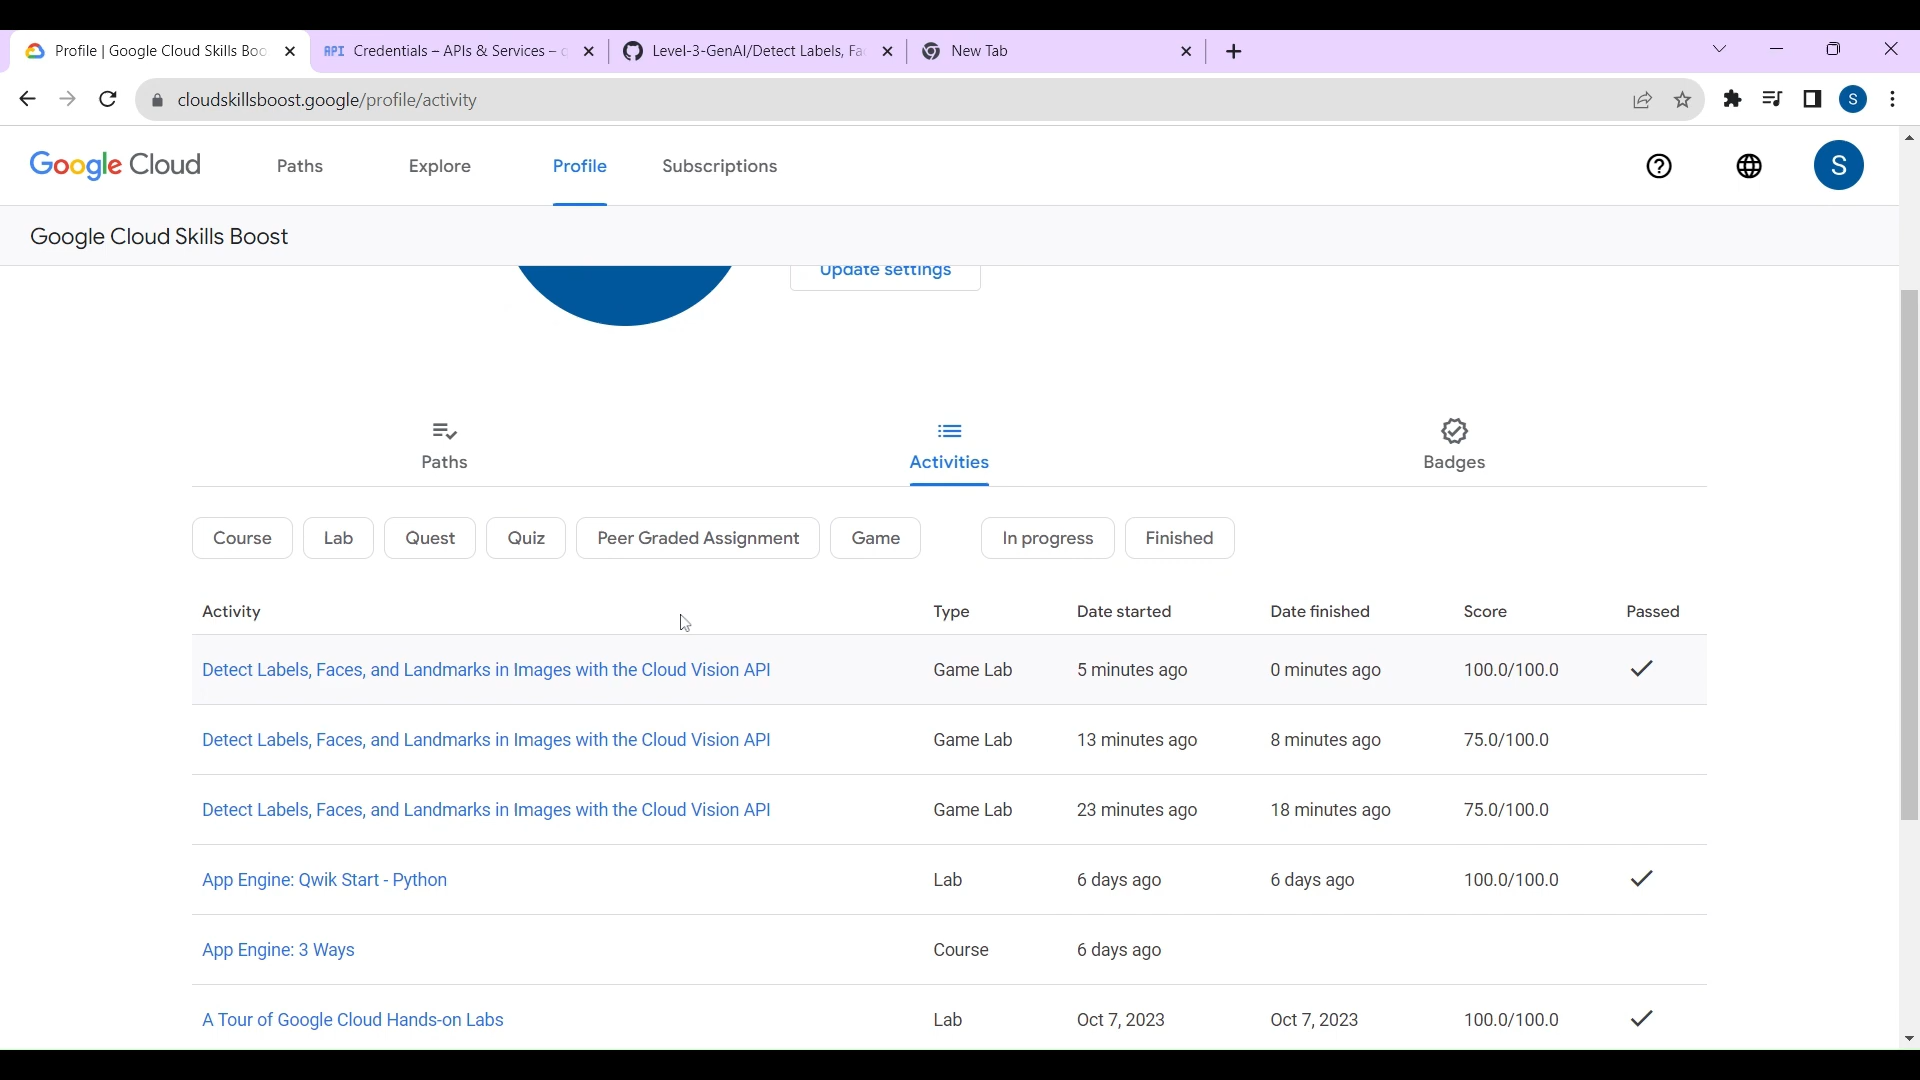 Profile | Google Cloud Skills Boo
API Credentials – APIs & Services –
Level-3-GenAI/Detect Labels, Fa
New Tab
cloudskillsboost.google/profile/activity
S
Google Cloud
Paths
Explore
Profile
Subscriptions
S
Google Cloud Skills Boost
Update settings
Paths
Activities
Badges
Course
Lab
Quest
Quiz
Peer Graded Assignment
Game
In progress
Finished
Activity Type Date started Date finished Score Passed
Detect Labels, Faces, and Landmarks in Images with the Cloud Vision API Game Lab 5 minutes ago 0 minutes ago 100.0/100.0
Detect Labels, Faces, and Landmarks in Images with the Cloud Vision API Game Lab 13 minutes ago 8 minutes ago 75.0/100.0
Detect Labels, Faces, and Landmarks in Images with the Cloud Vision API Game Lab 23 minutes ago 18 minutes ago 75.0/100.0
App Engine: Qwik Start - Python Lab 6 days ago 6 days ago 100.0/100.0
App Engine: 3 Ways Course 6 days ago
A Tour of Google Cloud Hands-on Labs Lab Oct 7, 2023 Oct 7, 2023 100.0/100.0